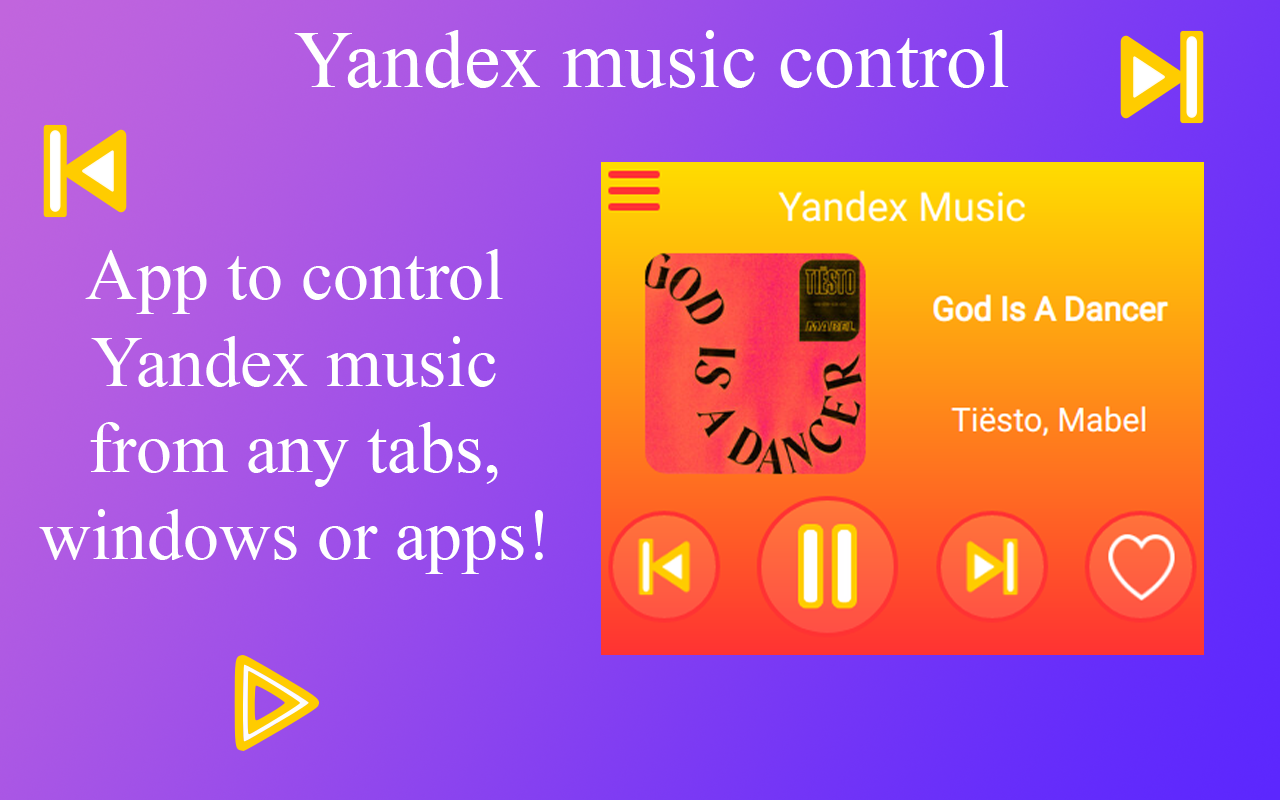 Yandex music control
App to control
Yandex music
from any tabs,
windows or apps!
Yandex Music
GOD IS A DANCER
TIËSTO
MABEL
God Is A Dancer
Tiësto, Mabel